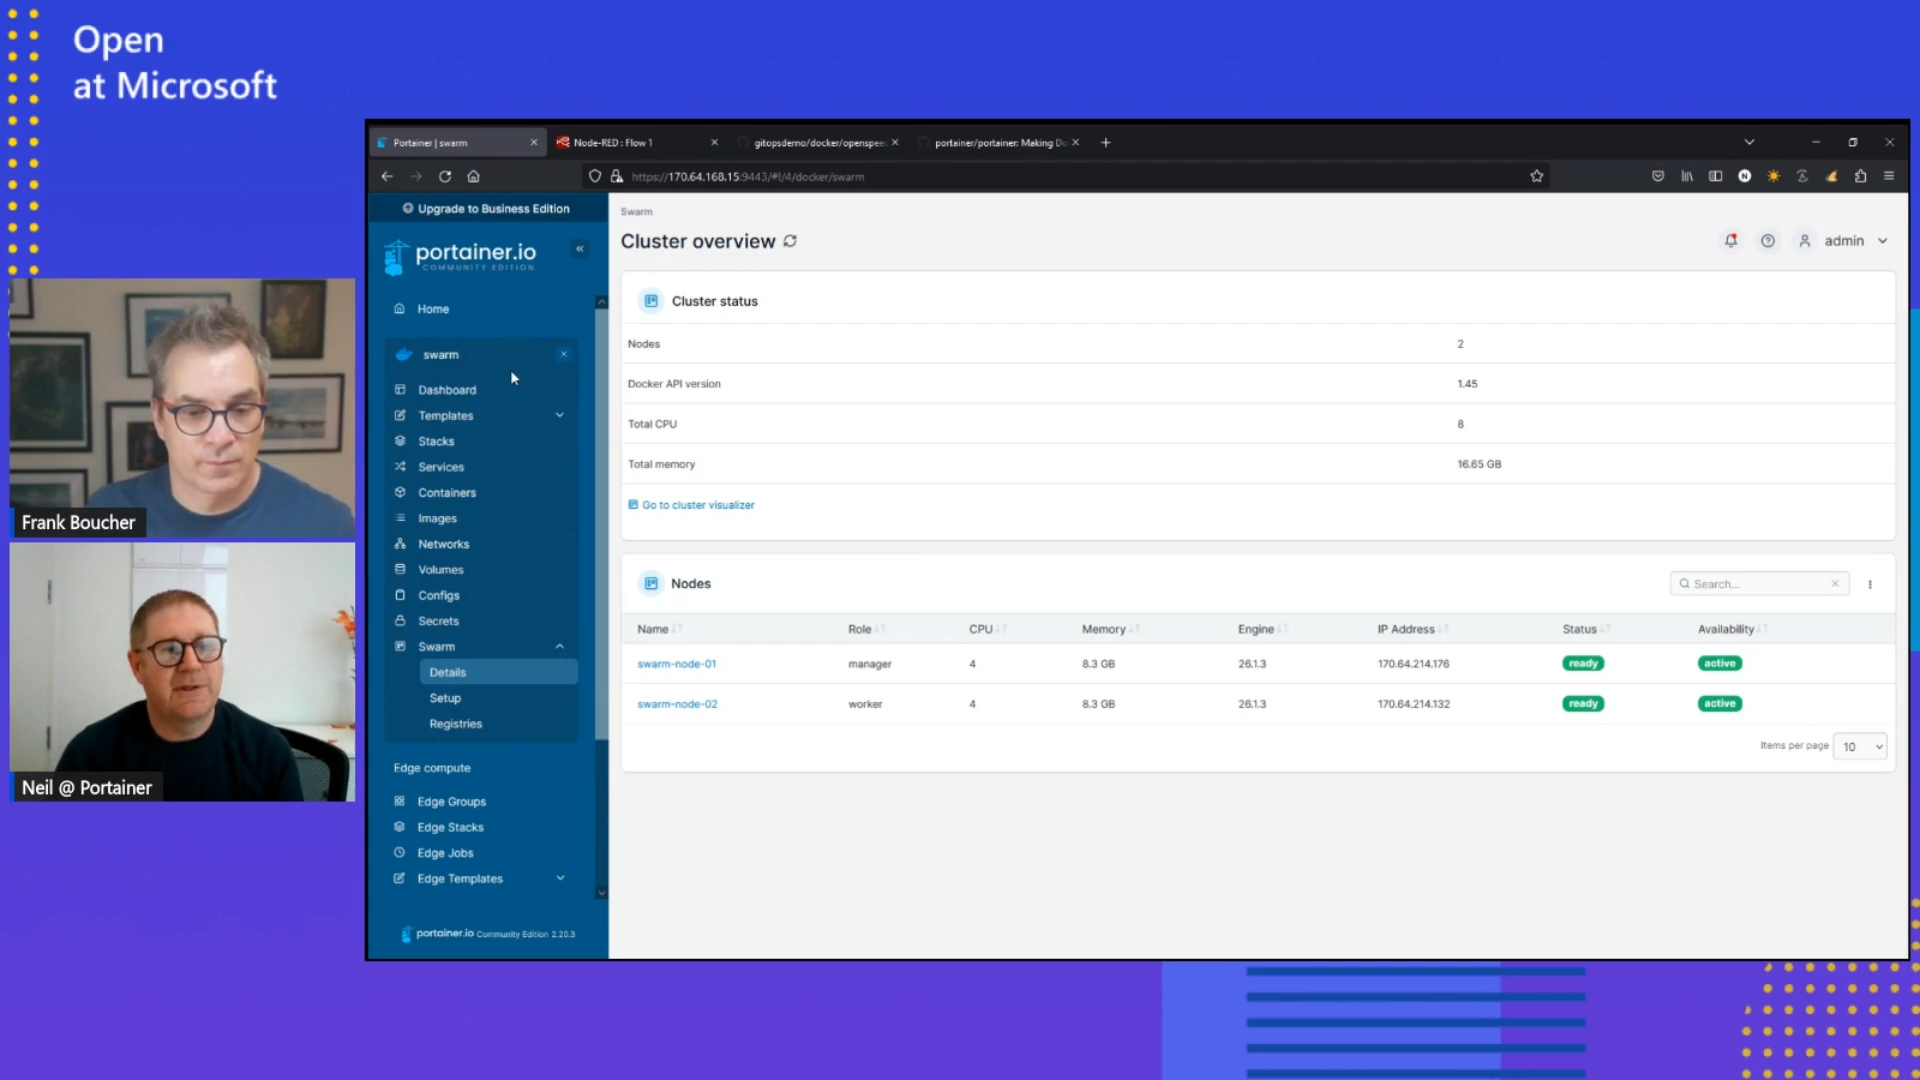 Open
at Microsoft
Portainer | swarm
Node-RED : Flow 1
gitopsdemo/docker/openspee
portainer/portainer: Making Do
https://170.64.168.15:9443/#!/4/docker/swarm
Upgrade to Business Edition
portainer.io
COMMUNITY EDITION
Home
swarm
Dashboard
Templates
Stacks
Services
Containers
Images
Networks
Volumes
Configs
Secrets
Swarm
Details
Setup
Registries
Edge compute
Edge Groups
Edge Stacks
Edge Jobs
Edge Templates
portainer.io Community Edition 2.20.3
Swarm
Cluster overview
admin
Cluster status
Nodes 2
Docker API version 1.45
Total CPU 8
Total memory 16.65 GB
Go to cluster visualizer
Nodes
Search...
Name Role CPU Memory Engine IP Address Status Availability
swarm-node-01 manager 4 8.3 GB 26.1.3 170.64.214.176 ready active
swarm-node-02 worker 4 8.3 GB 26.1.3 170.64.214.132 ready active
Items per page 10
Frank Boucher
Neil @ Portainer